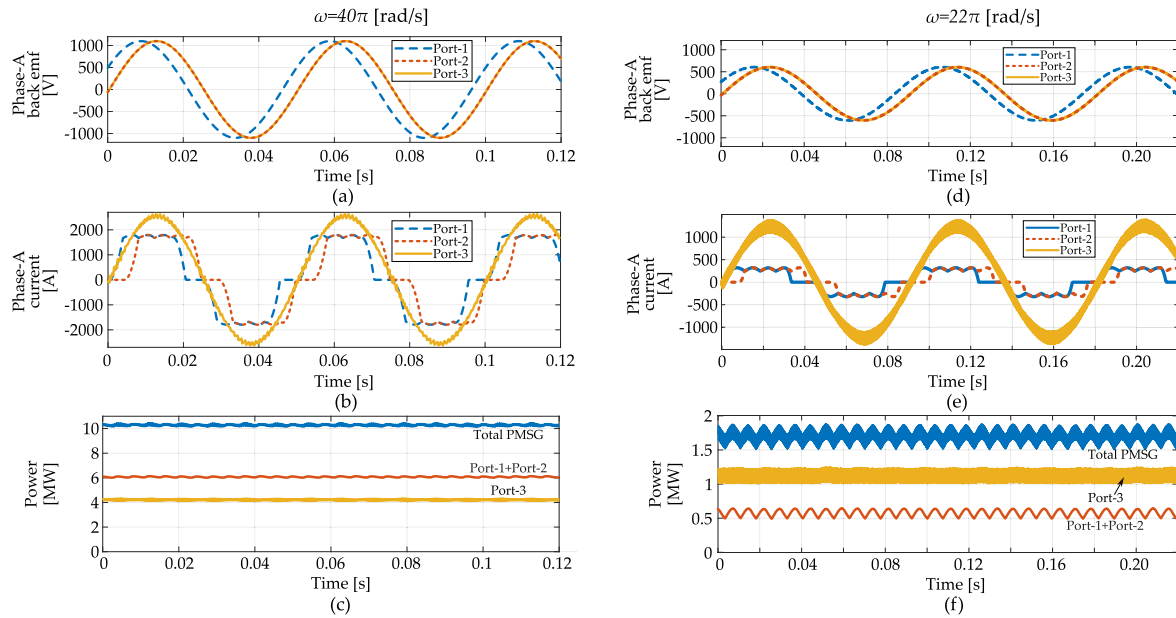 ω=40π [rad/s]
Phase-A
back emf
[V]
1000
500
0
-500
-1000
Port-1
Port-2
Port-3
0 0.02 0.04 0.06 0.08 0.1 0.12
Time [s]
(a)
Phase-A
current
[A]
2000
1000
0
-1000
-2000
Port-1
Port-2
Port-3
0 0.02 0.04 0.06 0.08 0.1 0.12
Time [s]
(b)
Power
[MW]
10
8
6
4
2
0
Total PMSG
Port-1+Port-2
Port-3
0 0.02 0.04 0.06 0.08 0.1 0.12
Time [s]
(c)
ω=22π [rad/s]
Phase-A
back emf
[V]
1000
500
0
-500
-1000
Port-1
Port-2
Port-3
0 0.04 0.08 0.12 0.16 0.20
Time [s]
(d)
Phase-A
current
[A]
1000
500
0
-500
-1000
Port-1
Port-2
Port-3
0 0.04 0.08 0.12 0.16 0.20
Time [s]
(e)
Power
[MW]
2
1.5
1
0.5
0
Total PMSG
Port-3
Port-1+Port-2
0 0.04 0.08 0.12 0.16 0.20
Time [s]
(f)